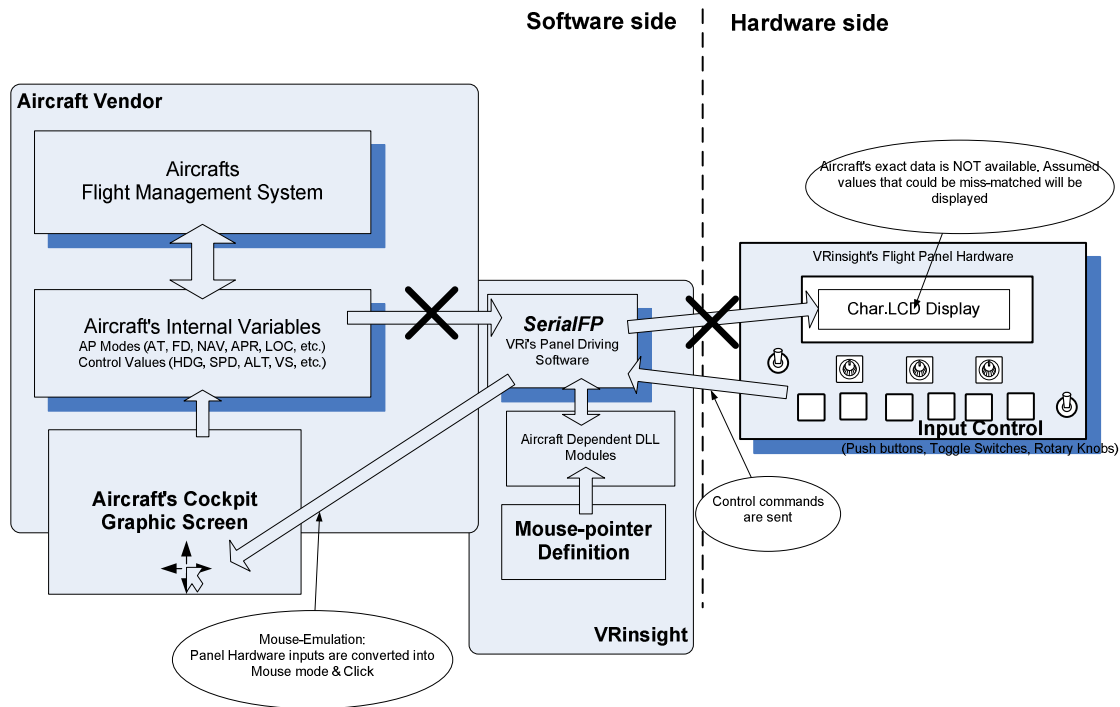 Software side
Hardware side
Aircraft Vendor
Aircrafts
Flight Management System
Aircraft's Internal Variables
AP Modes (AT, FD, NAV, APR, LOC, etc.)
Control Values (HDG, SPD, ALT, VS, etc.)
Aircraft's Cockpit
Graphic Screen
Mouse-Emulation:
Panel Hardware inputs are converted into
Mouse mode & Click
SerialFP
VRi's Panel Driving
Software
Aircraft Dependent DLL
Modules
Mouse-pointer
Definition
VRinsight
Aircraft's exact data is NOT available, Assumed
values that could be miss-matched will be
displayed
VRinsight's Flight Panel Hardware
Char.LCD Display
Input Control
(Push buttons, Toggle Switches, Rotary Knobs)
Control commands
are sent